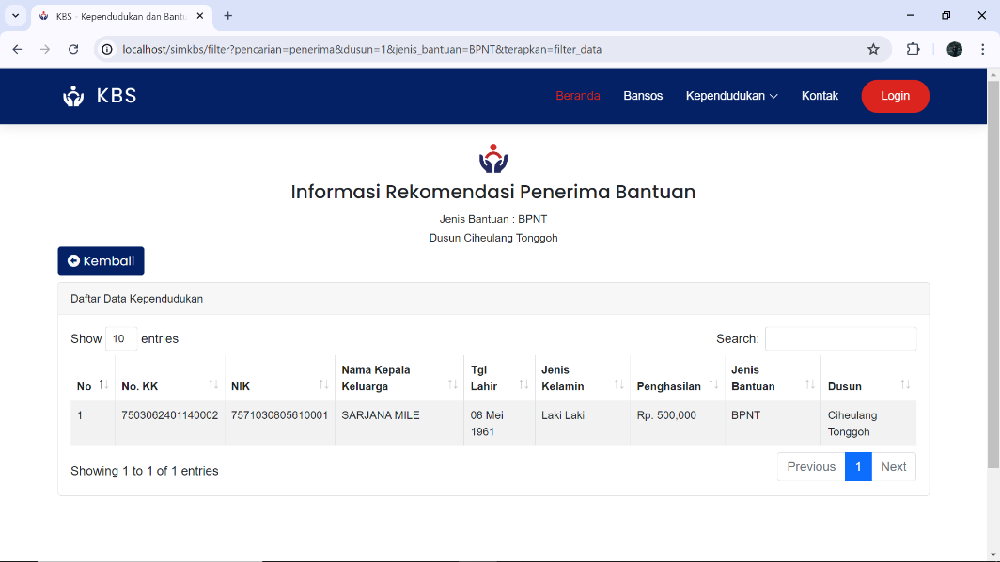 KBS - Kependudukan dan Bantu
localhost/simkbs/filter?pencarian=penerima&dusun=1&jenis_bantuan=BPNT&terapkan=filter_data
KBS Beranda Bansos Kependudukan Kontak Login
Informasi Rekomendasi Penerima Bantuan
Jenis Bantuan : BPNT
Dusun Ciheulang Tonggoh
Kembali
Daftar Data Kependudukan
Show 10 entries Search:
No No. KK NIK Nama Kepala Keluarga Tgl Lahir Jenis Kelamin Penghasilan Jenis Bantuan Dusun
1 7503062401140002 7571030805610001 SARJANA MILE 08 Mei 1961 Laki Laki Rp. 500,000 BPNT Ciheulang Tonggoh
Showing 1 to 1 of 1 entries Previous 1 Next